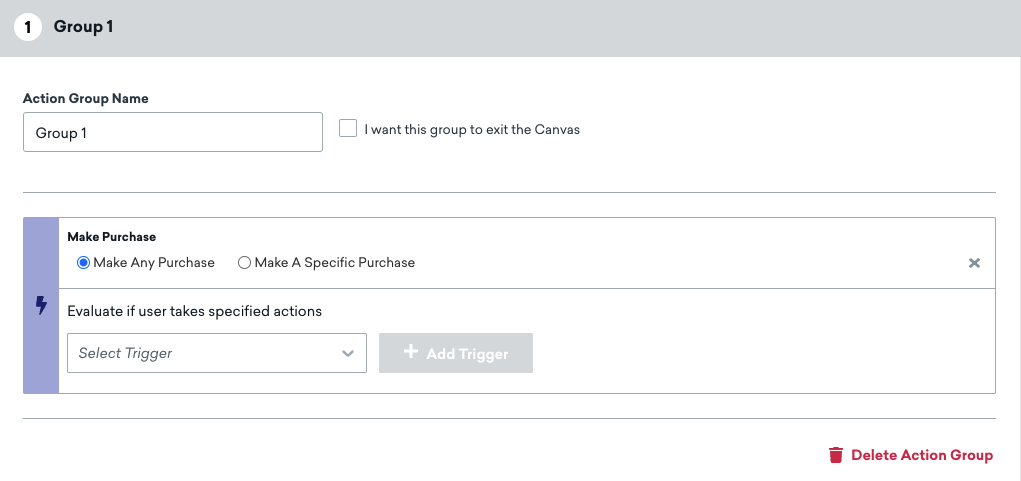 1 Group 1
Action Group Name
Group 1
I want this group to exit the Canvas
Make Purchase
Make Any Purchase Make A Specific Purchase
Evaluate if user takes specified actions
Select Trigger
Add Trigger
Delete Action Group